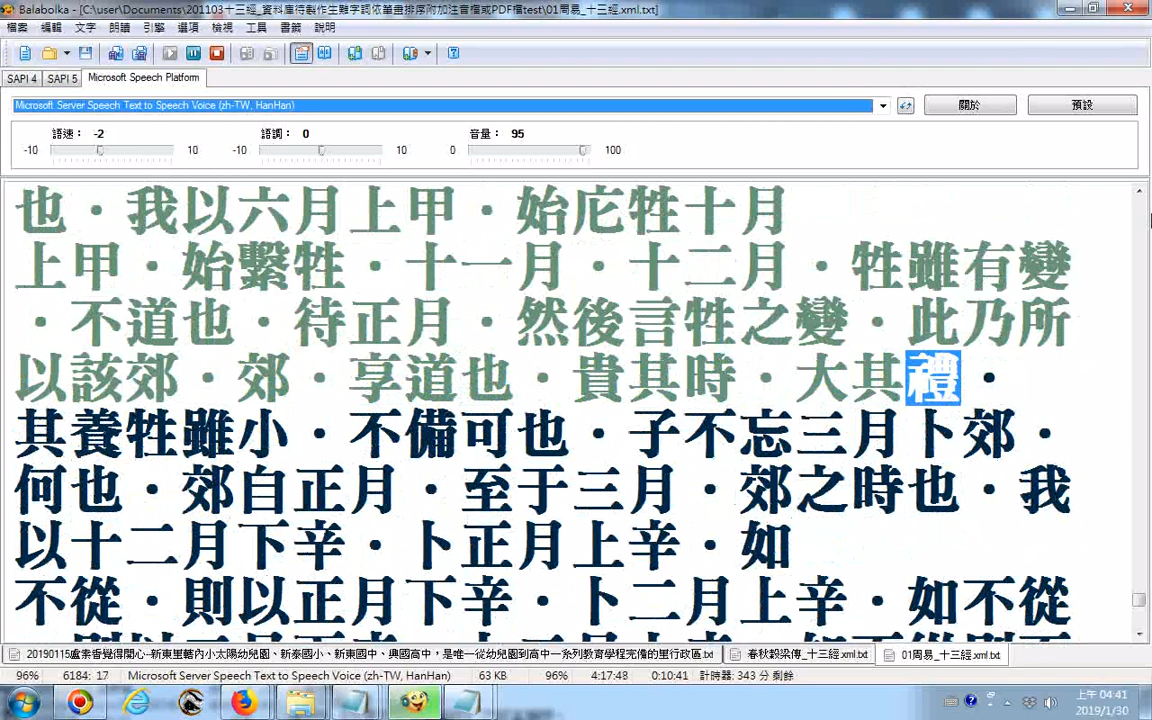 Balabolka - [C:\user\Documents\201103十三經_資料庫待製作生難字詞依筆畫排序附加注音檔或PDF檔test\01周易_十三經.xml.txt]
檔案 編輯 文字 朗讀 引擎 選項 檢視 工具 書籤 說明
SAPI 4 SAPI 5 Microsoft Speech Platform
Microsoft Server Speech Text to Speech Voice (zh-TW, HanHan) 關於 預設
語速： -2 語調： 0 音量： 95
-10 10 -10 10 0 100
也．我以六月上甲．始庀牲十月
上甲．始繫牲．十一月．十二月．牲雖有變
．不道也．待正月．然後言牲之變．此乃所
以該郊．郊．享道也．貴其時．大其禮．
其養牲雖小．不備可也．子不忘三月卜郊．
何也．郊自正月．至于三月．郊之時也．我
以十二月下辛．卜正月上辛．如
不從．則以正月下辛．卜二月上辛．如不從
20190115盧素香覺得開心--新東里轄內小太陽幼兒園、新泰國小、新東國中、興國高中，是唯一從幼兒園到高中一系列教育學程完備的里行政區.txt 春秋穀梁傳_十三經.txt 01周易_十三經.xml.txt
96% 6184: 17 Microsoft Server Speech Text to Speech Voice (zh-TW, HanHan) 63 KB 96% 4:17:48 0:10:41 計時器: 343 分 剩餘
上午 04:41
2019/1/30